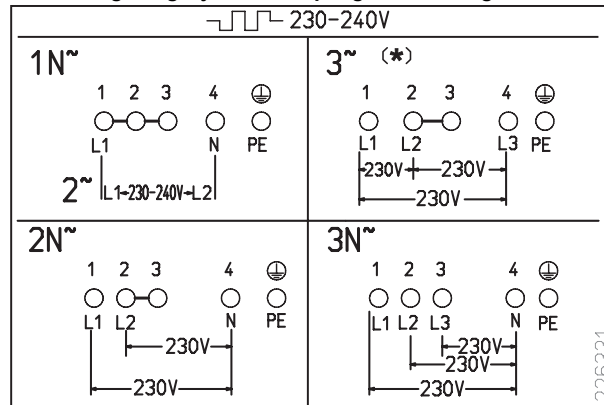 230-240V
1N~
1 2 3 4
L1 N PE
2~
L1 230-240V L2
3~ (*)
1 2 3 4
L1 L2 L3 PE
230V 230V
230V
2N~
1 2 3 4
L1 L2 N PE
230V
230V
3N~
1 2 3 4
L1 L2 L3 N PE
230V
230V
230V